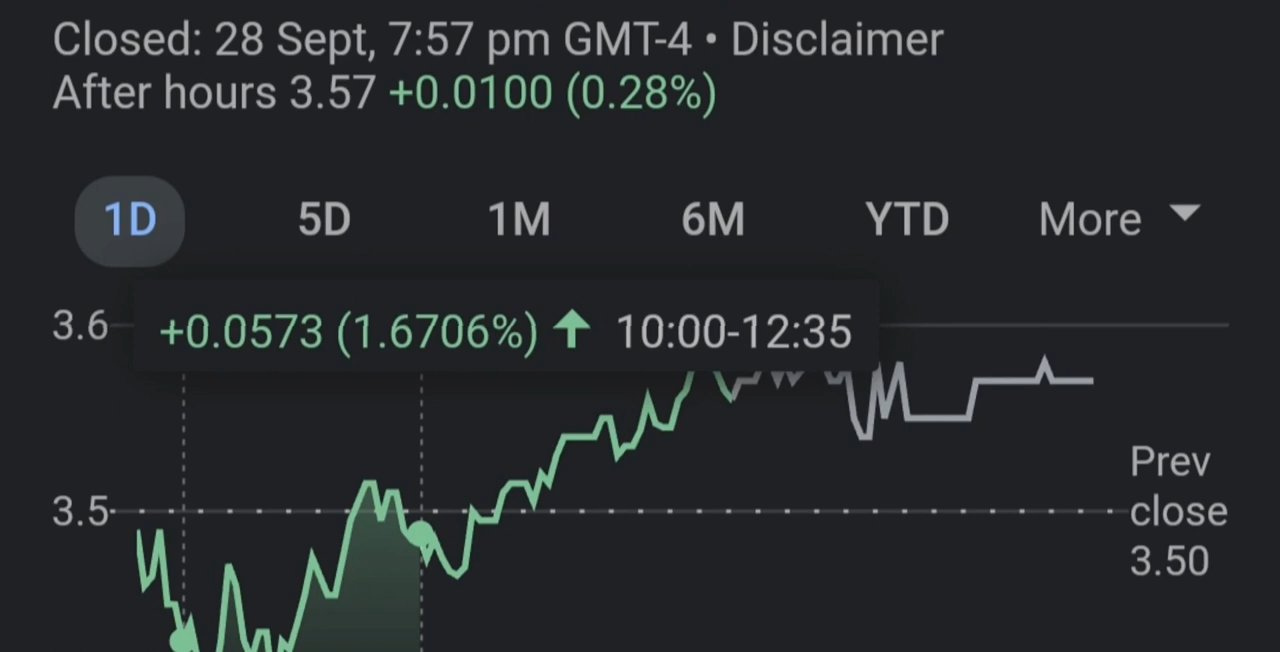 Closed: 28 Sept, 7:57 pm GMT-4 • Disclaimer
After hours 3.57 +0.0100 (0.28%)
1D 5D 1M 6M YTD More
3.6
+0.0573 (1.6706%) ↑ 10:00-12:35
3.5
Prev
close
3.50